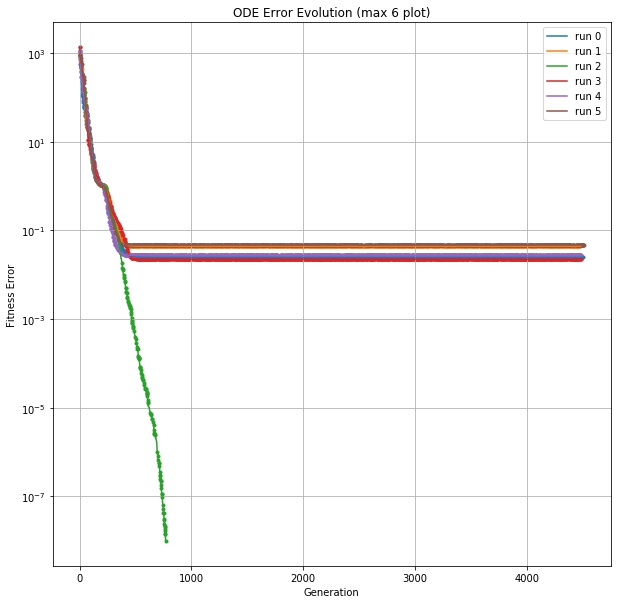 ODE Error Evolution (max 6 plot)
run 0
run 1
run 2
run 3
run 4
run 5
10³
10¹
10⁻¹
10⁻³
10⁻⁵
10⁻⁷
Fitness Error
0 1000 2000 3000 4000
Generation